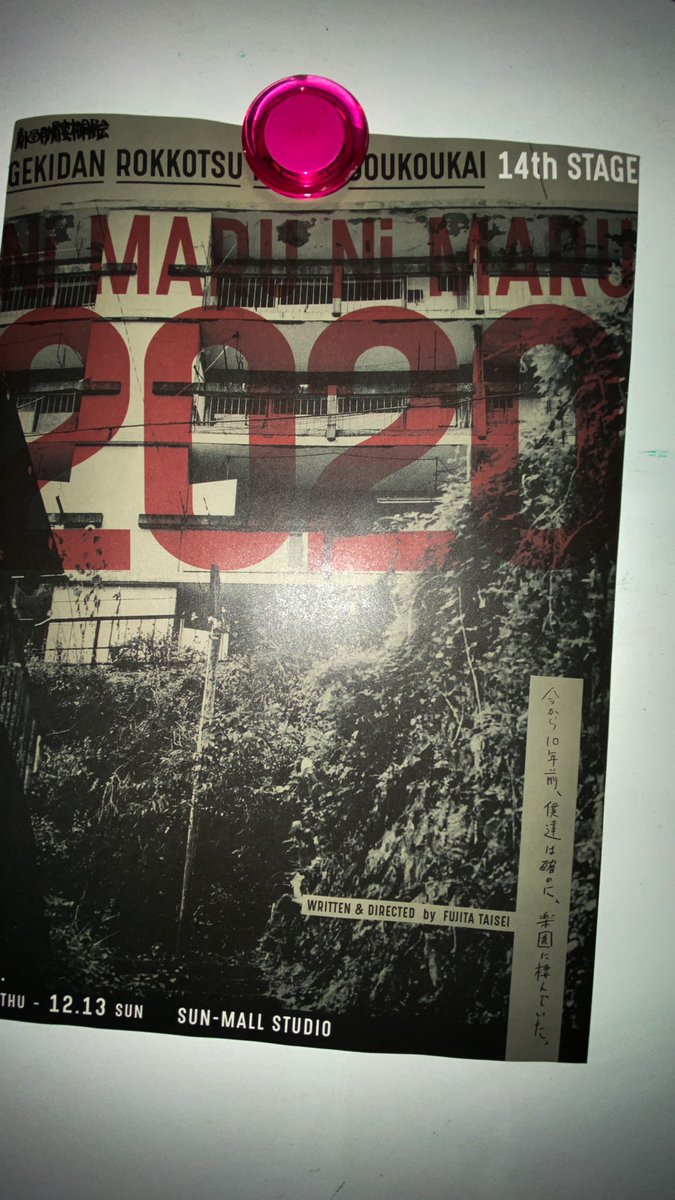 GEKIDAN ROKKOTSU OUKOUKAI 14th STAGE
Ni MARU Ni MARU
2020
今から10年前、僕達は確かに、楽園に棲んでいた。
WRITTEN & DIRECTED by FUJITA TAISEI
THU - 12.13 SUN SUN-MALL STUDIO